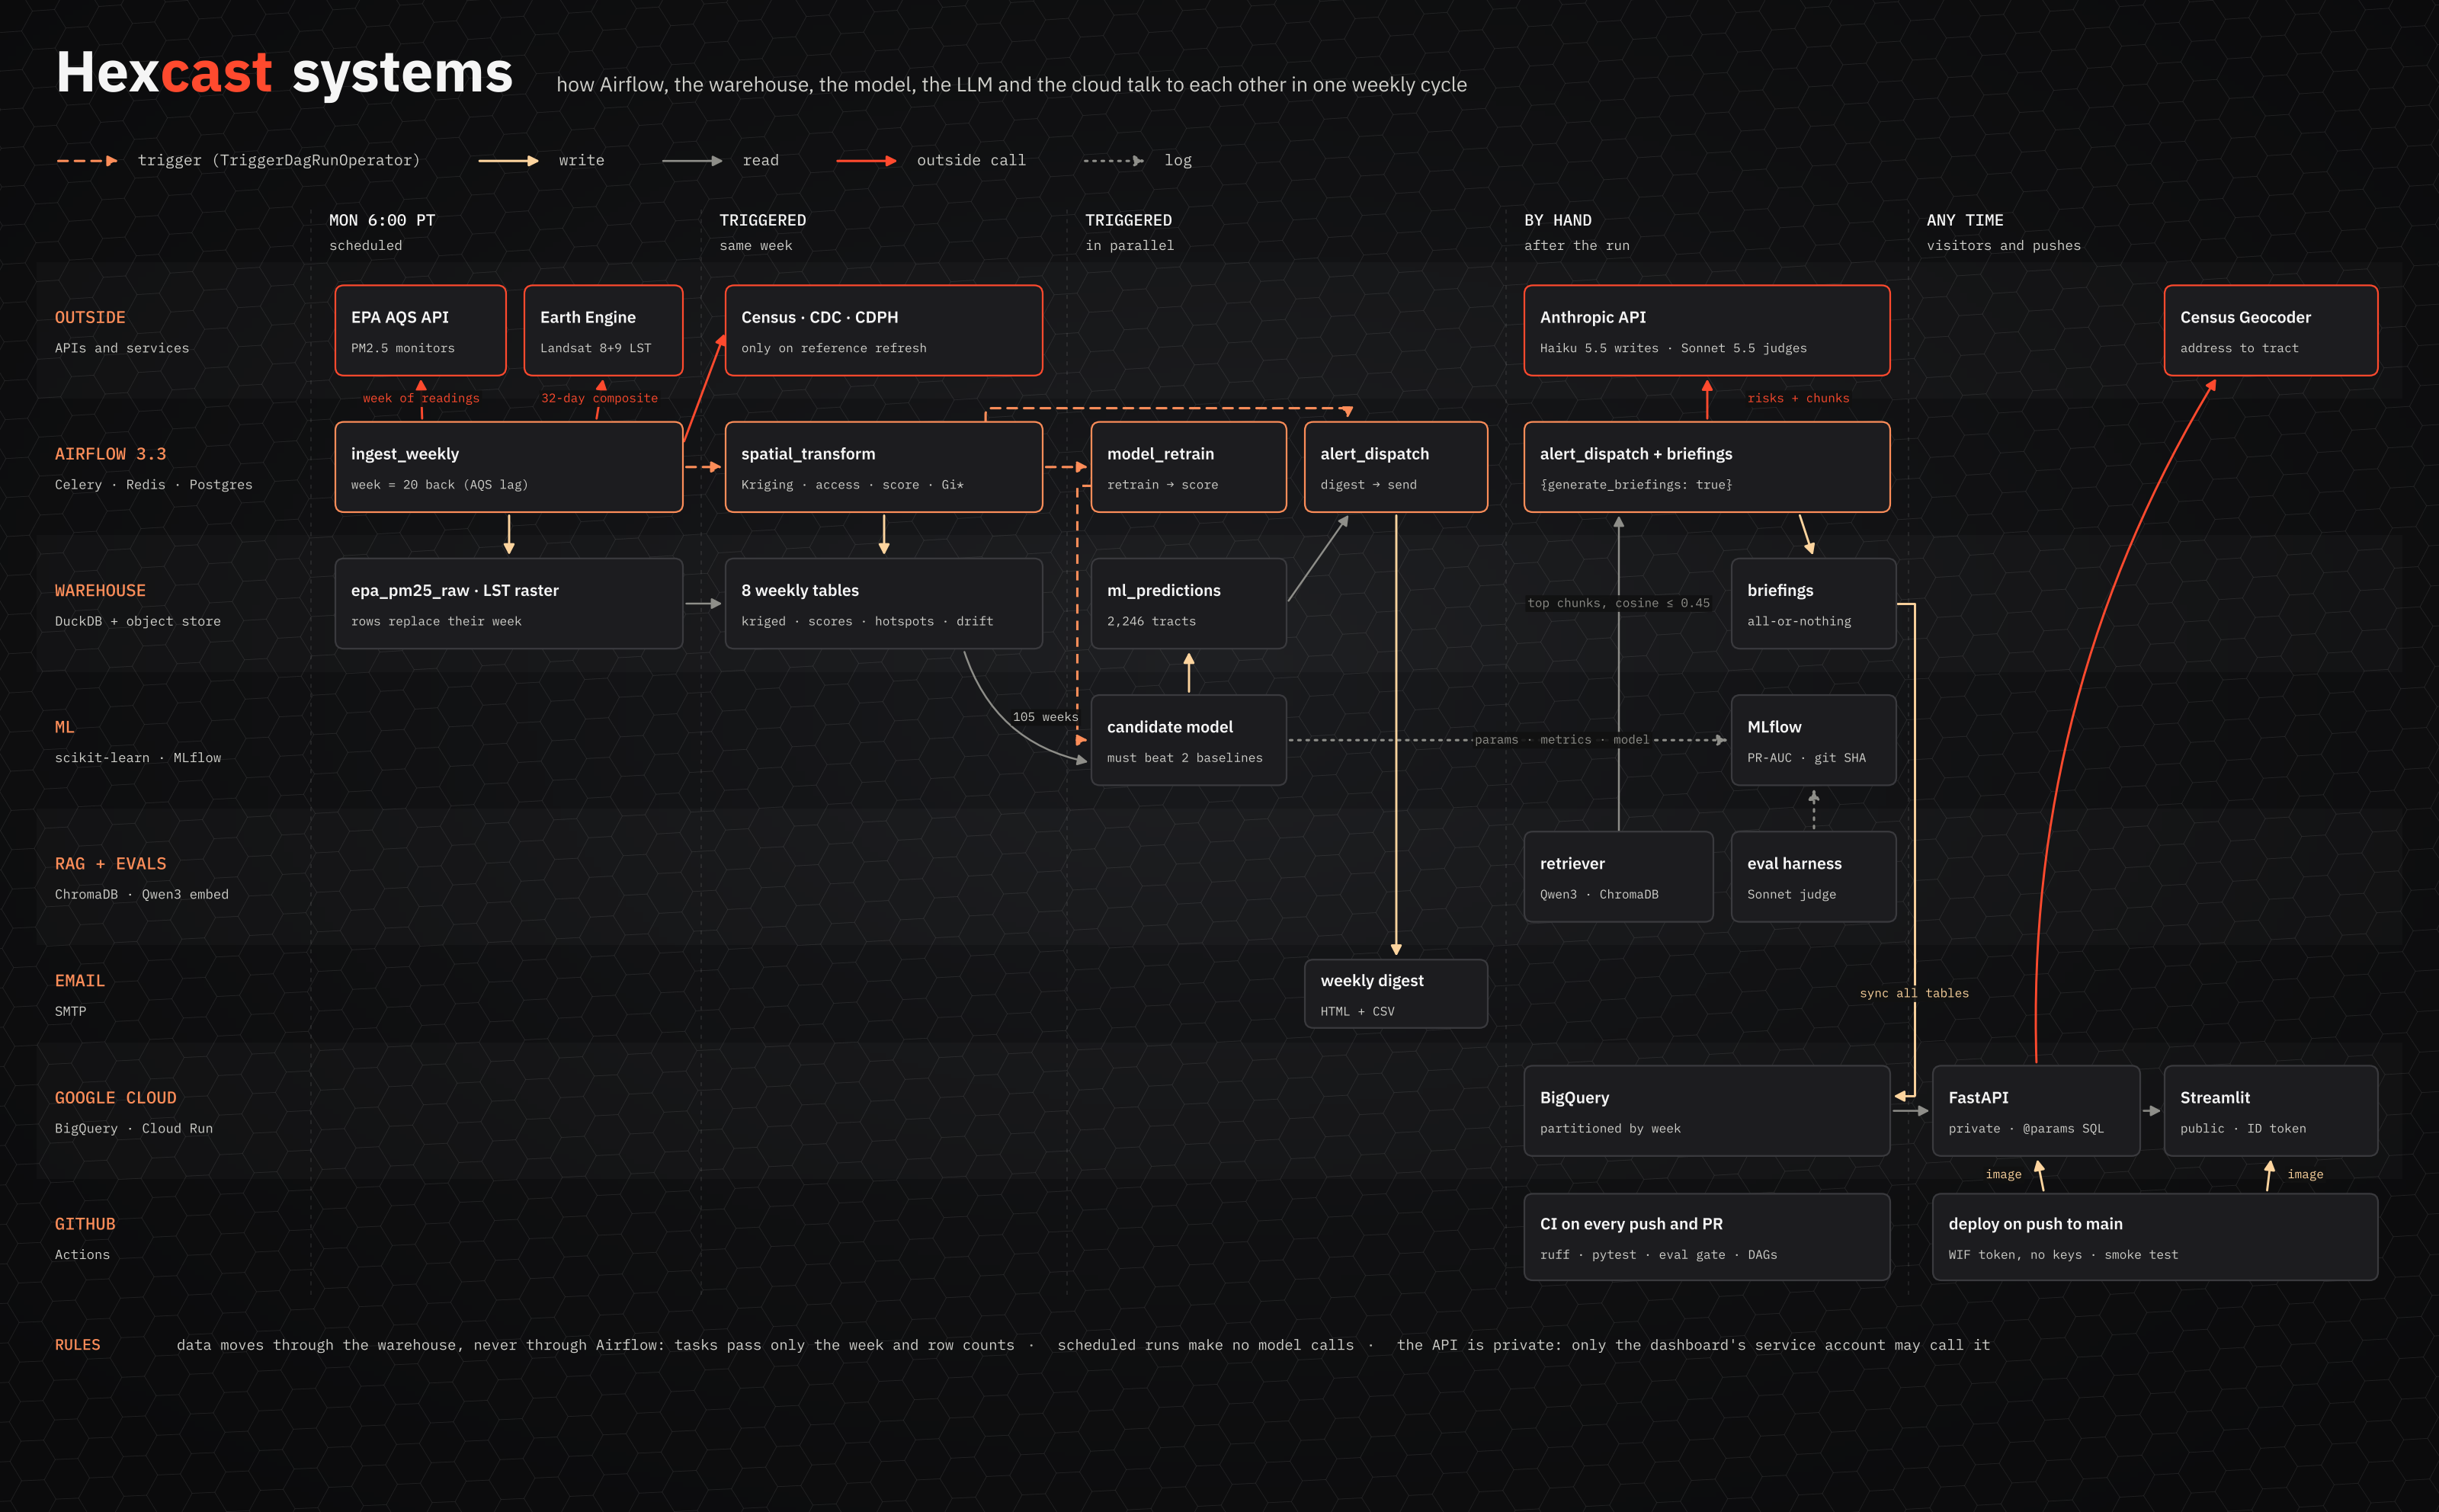 Hexcast systems
how Airflow, the warehouse, the model, the LLM and the cloud talk to each other in one weekly cycle
trigger (TriggerDagRunOperator)
write
read
outside call
log
MON 6:00 PT
scheduled
TRIGGERED
same week
TRIGGERED
in parallel
BY HAND
after the run
ANY TIME
visitors and pushes
OUTSIDE
APIs and services
EPA AQS API
PM2.5 monitors
Earth Engine
Landsat 8+9 LST
Census · CDC · CDPH
only on reference refresh
Anthropic API
Haiku 5.5 writes · Sonnet 5.5 judges
Census Geocoder
address to tract
week of readings
32-day composite
risks + chunks
AIRFLOW 3.3
Celery · Redis · Postgres
ingest_weekly
week = 20 back (AQS lag)
spatial_transform
Kriging · access · score · Gi*
model_retrain
retrain → score
alert_dispatch
digest → send
alert_dispatch + briefings
{generate_briefings: true}
WAREHOUSE
DuckDB + object store
epa_pm25_raw · LST raster
rows replace their week
8 weekly tables
kriged · scores · hotspots · drift
ml_predictions
2,246 tracts
top chunks, cosine ≤ 0.45
briefings
all-or-nothing
ML
scikit-learn · MLflow
105 weeks
candidate model
must beat 2 baselines
params · metrics · model
MLflow
PR-AUC · git SHA
RAG + EVALS
ChromaDB · Qwen3 embed
retriever
Qwen3 · ChromaDB
eval harness
Sonnet judge
EMAIL
SMTP
weekly digest
HTML + CSV
sync all tables
GOOGLE CLOUD
BigQuery · Cloud Run
BigQuery
partitioned by week
FastAPI
private · @params SQL
Streamlit
public · ID token
image
image
GITHUB
Actions
CI on every push and PR
ruff · pytest · eval gate · DAGs
deploy on push to main
WIF token, no keys · smoke test
RULES
data moves through the warehouse, never through Airflow: tasks pass only the week and row counts · scheduled runs make no model calls · the API is private: only the dashboard's service account may call it